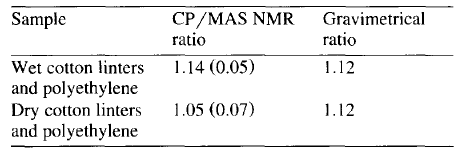 Sample CP/MAS NMR Gravimetrical
ratio ratio
Wet cotton linters 1.14 (0.05) 1.12
and polyethylene
Dry cotton linters 1.05 (0.07) 1.12
and polyethylene